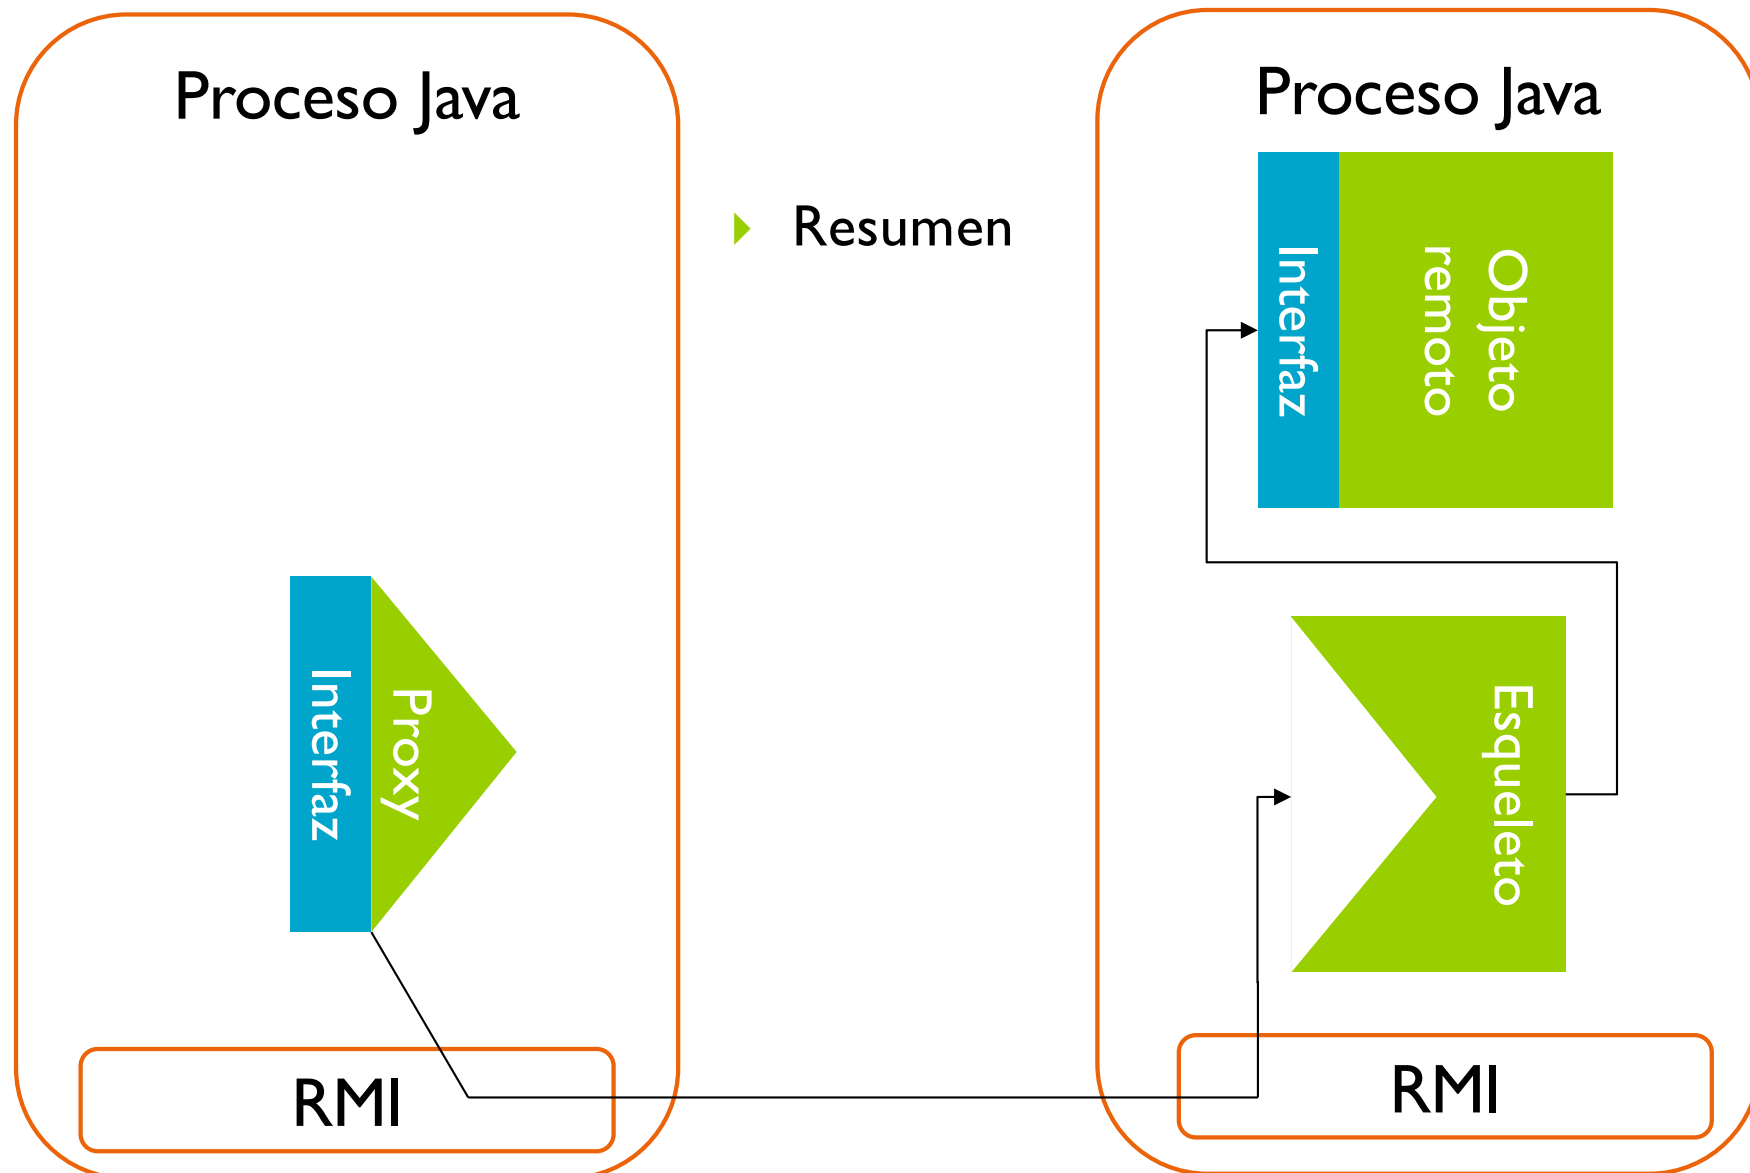 Proceso Java
Interfaz
Proxy
RMI
Resumen
Proceso Java
Interfaz
Objeto
remoto
Esqueleto
RMI